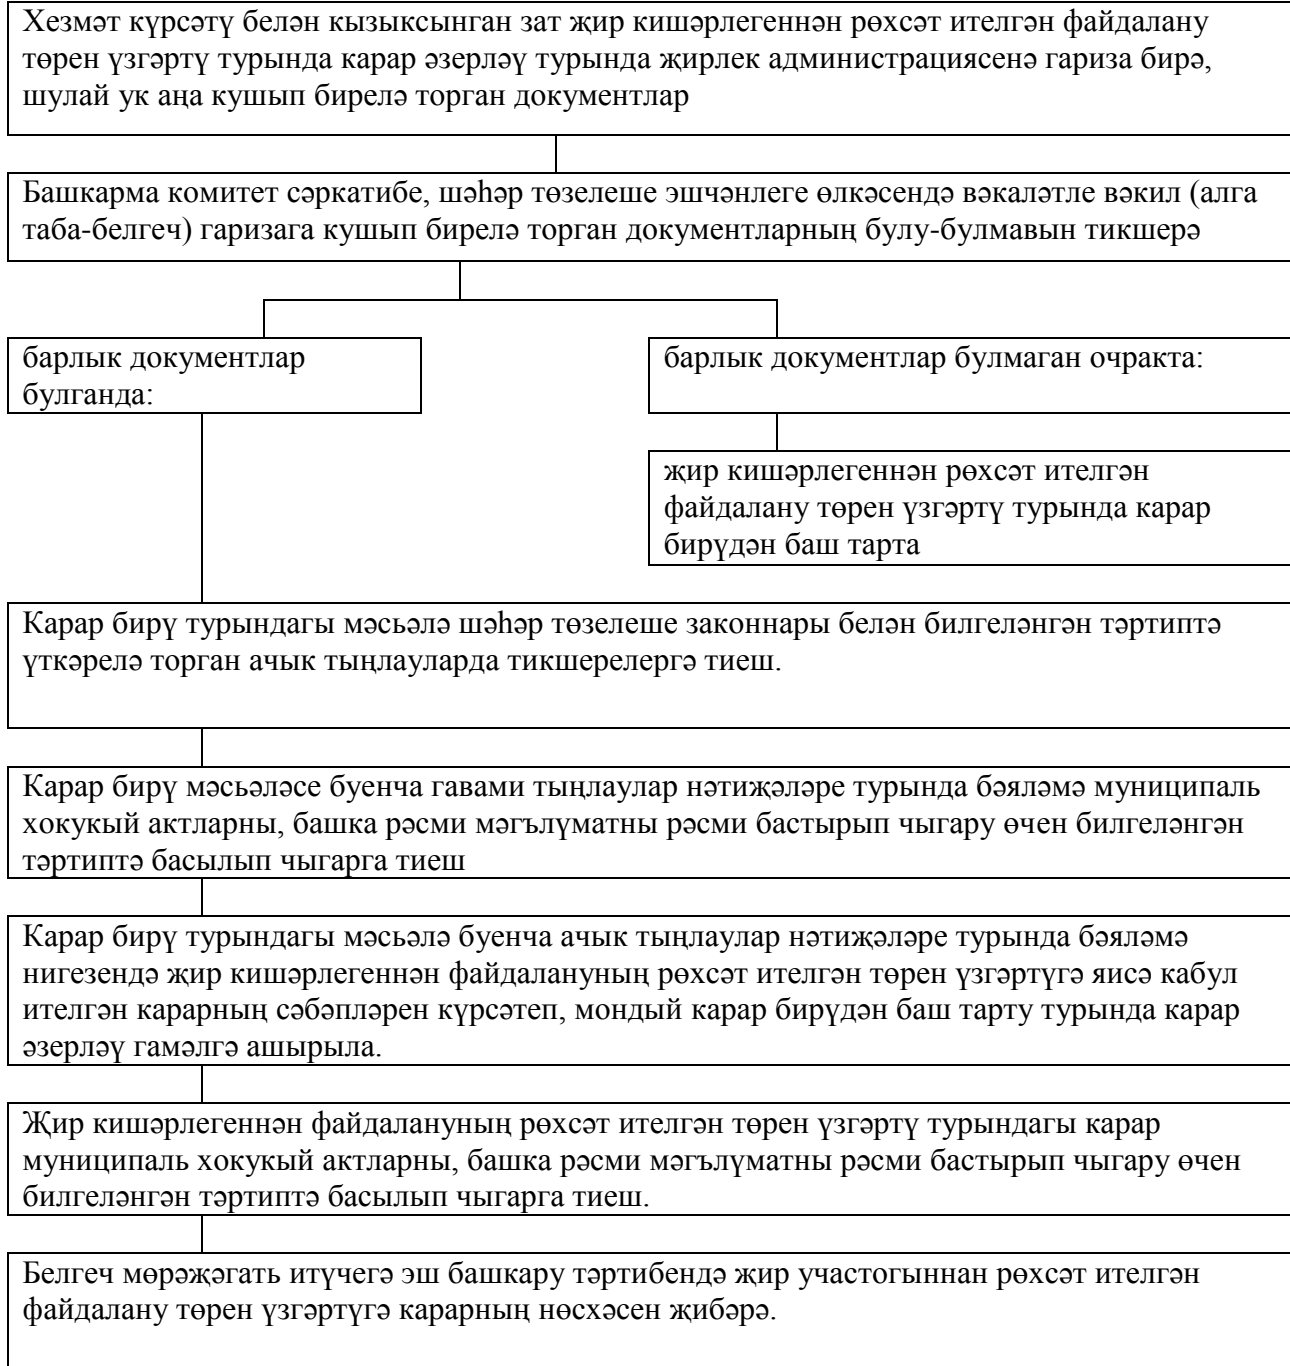 Хезмәт күрсәтү белән кызыксынган зат җир кишәрлегеннән рөхсәт ителгән файдалану
төрен үзгәртү турында карар әзерләү турында җирлек администрациясенә гариза бирә,
шулай ук аңа кушып бирелә торган документлар
Башкарма комитет сәркатибе, шәһәр төзелеше эшчәнлеге өлкәсендә вәкаләтле вәкил (алга
таба-белгеч) гаризага кушып бирелә торган документларның булу-булмавын тикшерә
барлык документлар
булганда:
барлык документлар булмаган очракта:
җир кишәрлегеннән рөхсәт ителгән
файдалану төрен үзгәртү турында карар
бирүдән баш тарта
Карар бирү турындагы мәсьәлә шәһәр төзелеше законнары белән билгеләнгән тәртиптә
үткәрелә торган ачык тыңлауларда тикшерелергә тиеш.
Карар бирү мәсьәләсе буенча гавами тыңлаулар нәтиҗәләре турында бәяләмә муниципаль
хокукый актларны, башка рәсми мәгълүматны рәсми бастырып чыгару өчен билгеләнгән
тәртиптә басылып чыгарга тиеш
Карар бирү турындагы мәсьәлә буенча ачык тыңлаулар нәтиҗәләре турында бәяләмә
нигезендә җир кишәрлегеннән файдалануның рөхсәт ителгән төрен үзгәртүгә яисә кабул
ителгән карарның сәбәпләрен күрсәтеп, мондый карар бирүдән баш тарту турында карар
әзерләү гамәлгә ашырыла.
Җир кишәрлегеннән файдалануның рөхсәт ителгән төрен үзгәртү турындагы карар
муниципаль хокукый актларны, башка рәсми мәгълүматны рәсми бастырып чыгару өчен
билгеләнгән тәртиптә басылып чыгарга тиеш.
Белгеч мөрәҗәгать итүчегә эш башкару тәртибендә җир участогыннан рөхсәт ителгән
файдалану төрен үзгәртүгә карарның нөсхәсен җибәрә.